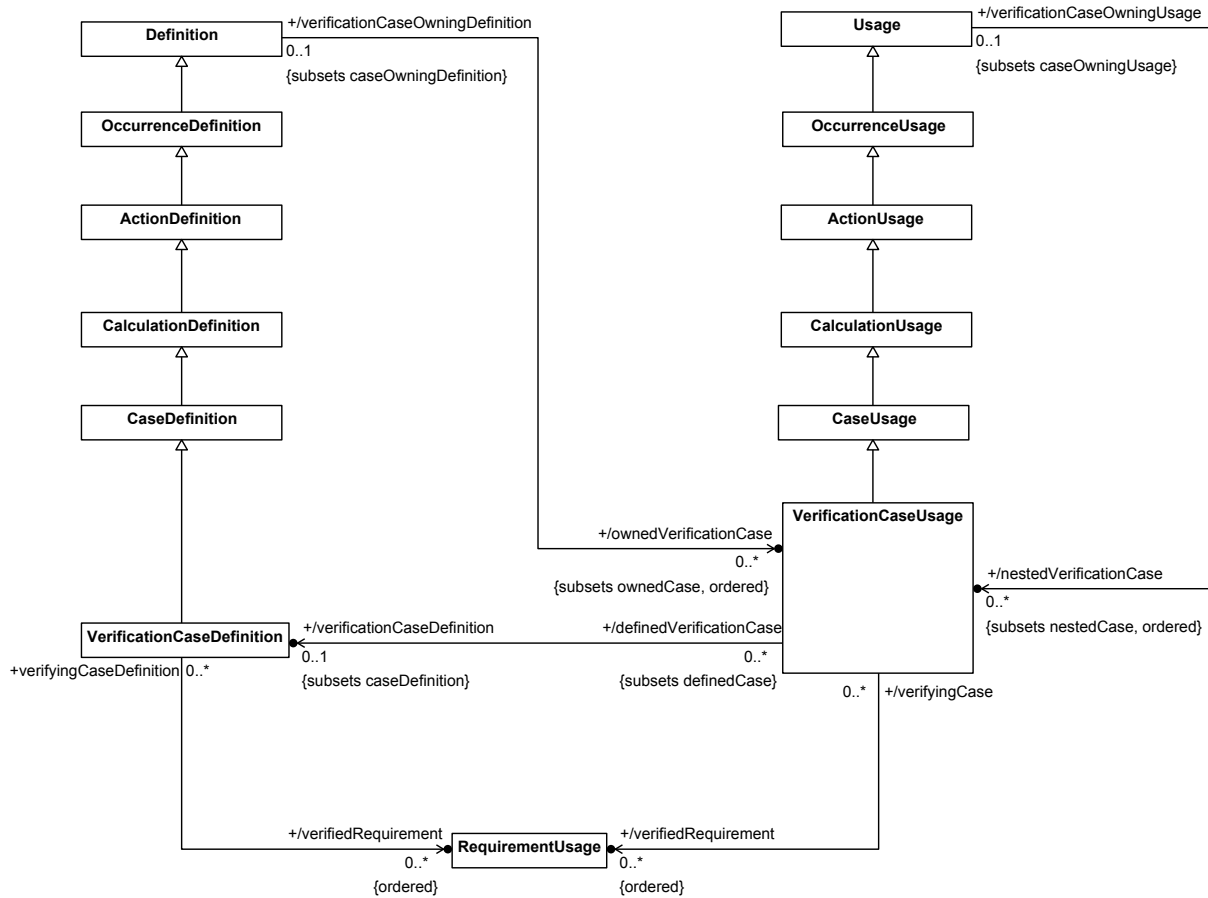 +/verificationCaseOwningDefinition
Definition
0..1
{subsets caseOwningDefinition}
+/verificationCaseOwningUsage
Usage
0..1
{subsets caseOwningUsage}
OccurrenceDefinition
OccurrenceUsage
ActionDefinition
ActionUsage
CalculationDefinition
CalculationUsage
CaseDefinition
CaseUsage
VerificationCaseUsage
+/ownedVerificationCase
0..*
{subsets ownedCase, ordered}
+/nestedVerificationCase
0..*
{subsets nestedCase, ordered}
VerificationCaseDefinition
+/verificationCaseDefinition
0..1
{subsets caseDefinition}
+/definedVerificationCase
0..*
{subsets definedCase}
+verifyingCaseDefinition
0..*
0..*
+/verifyingCase
+/verifiedRequirement
0..*
{ordered}
RequirementUsage
+/verifiedRequirement
0..*
{ordered}